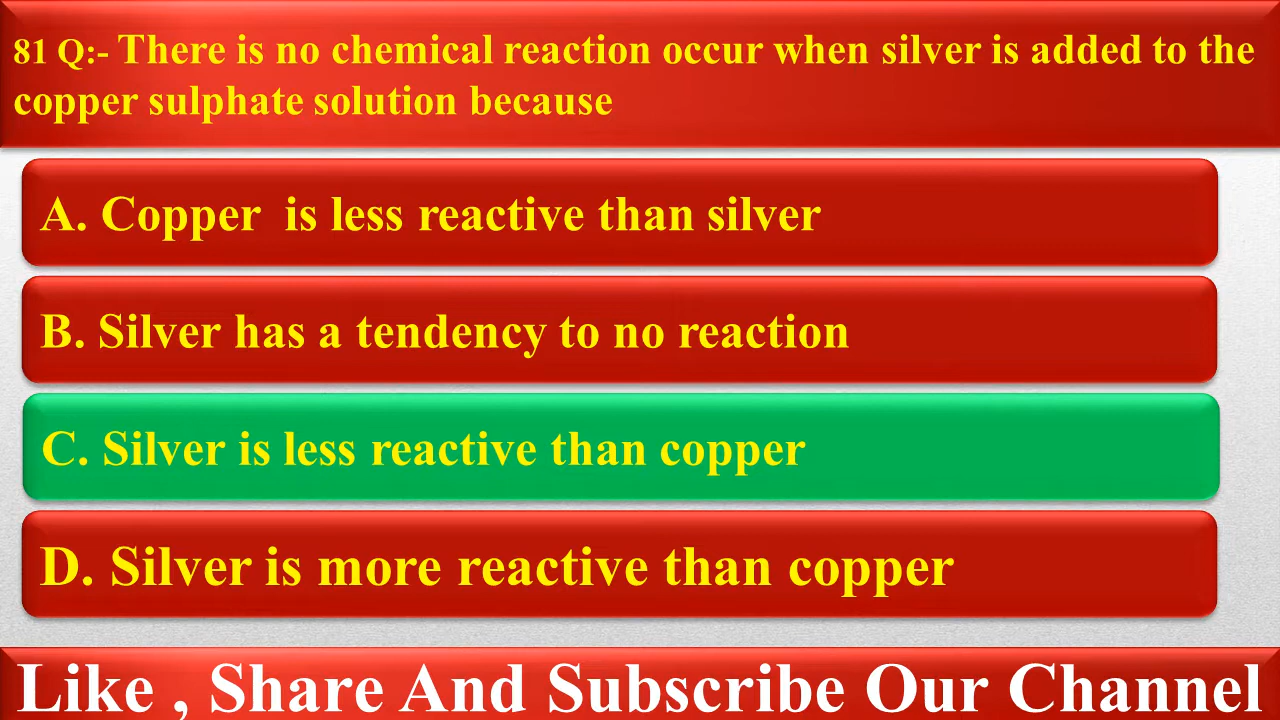 81 Q:- There is no chemical reaction occur when silver is added to the
copper sulphate solution because
A. Copper is less reactive than silver
B. Silver has a tendency to no reaction
C. Silver is less reactive than copper
D. Silver is more reactive than copper
Like , Share And Subscribe Our Channel